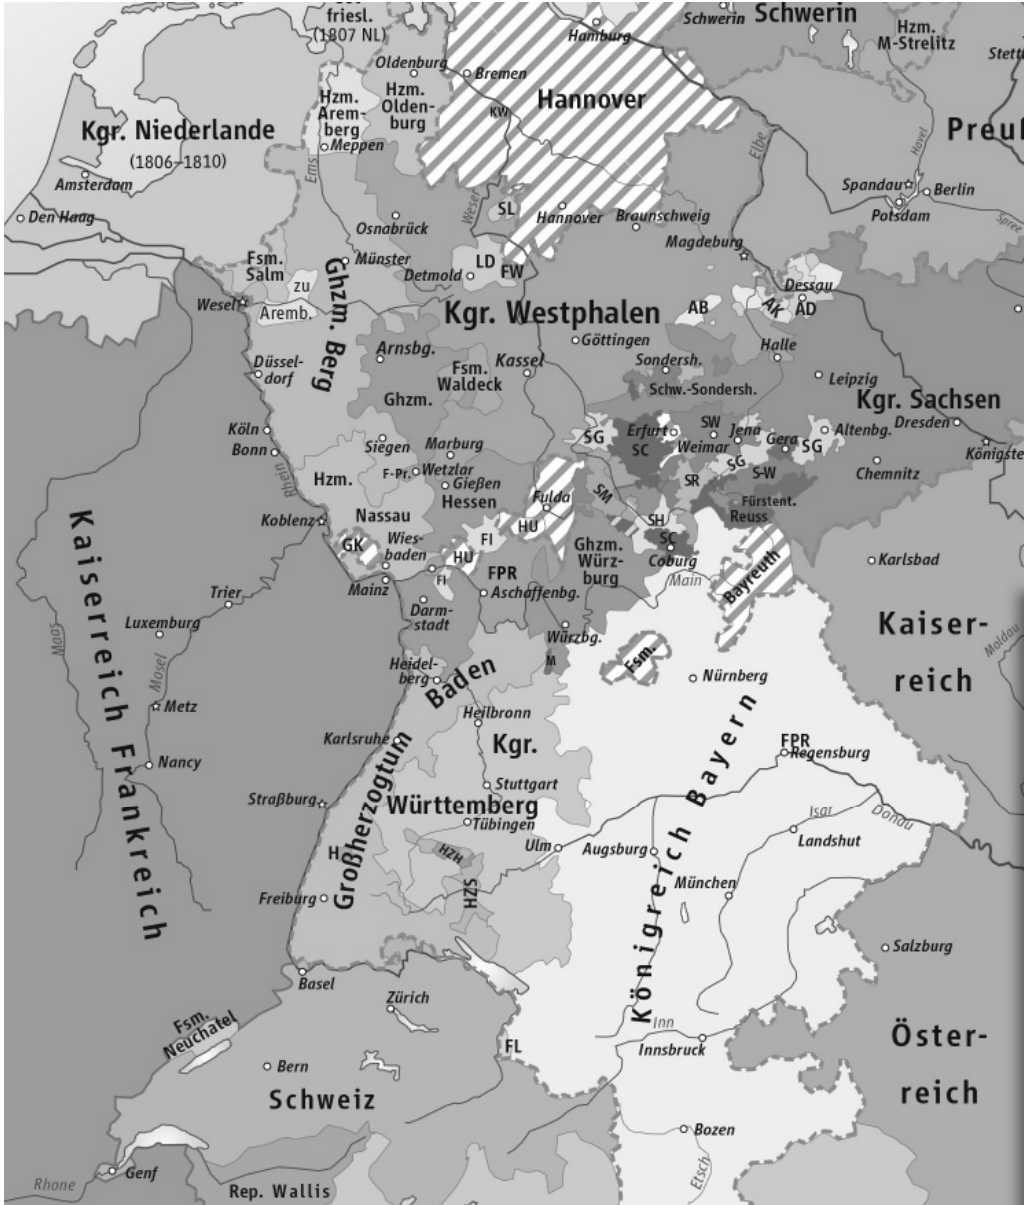 friesl.
(1807 NL)
Schwerin
Schwerin
Hamburg
Hzm.
M-Strelitz
Oldenburg
Bremen
Hzm.
Olden-
burg
Hzm.
Arem-
berg
Meppen
KW
Hannover
Kgr. Niederlande
(1806–1810)
Ems
Elbe
Havel
Amsterdam
Spandau
Berlin
Potsdam
Den Haag
Weser
SL
Hannover
Braunschweig
Spree
Osnabrück
Magdeburg
Fsm.
Salm
Münster
Detmold
LD
FW
zu
Aremb.
Wesel
Ghzm. Berg
Kgr. Westphalen
AB
AK
Dessau
AD
Göttingen
Halle
Arnsbg.
Kassel
Fsm.
Waldeck
Sondersh.
Schw.-Sondersh.
Leipzig
Düssel-
dorf
Ghzm.
Kgr. Sachsen
Dresden
Köln
Bonn
Siegen
Marburg
SG
Erfurt
SC
SW
Weimar
Jena
Gera
SG
Altenbg.
Rhein
Hzm.
F-Pr.
Wetzlar
Gießen
Hessen
SM
SR
SG
S-W
Chemnitz
Fulda
Fürstent.
Reuss
Koblenz
Nassau
GK
Wies-
baden
HU
FI
HU
SH
SC
Coburg
Ghzm.
Würz-
burg
FI
FPR
Aschaffenbg.
Main
Bayreuth
Karlsbad
Mainz
Darm-
stadt
Trier
Luxemburg
Maas
Mosel
Kaiserreich Frankreich
Würzbg.
M
Fsm.
Kaiser-
reich
Moldau
Heidel-
berg
Baden
Nürnberg
Metz
Heilbronn
Karlsruhe
Kgr.
FPR
Regensburg
Nancy
Stuttgart
Straßburg
Württemberg
Tübingen
Isar
Donau
Ulm
Augsburg
Landshut
HZH
HZS
H
Großherzogtum
München
Freiburg
Königreich Bayern
Salzburg
Basel
Zürich
Fsm.
Neuchatel
Inn
Innsbruck
FL
Öster-
reich
Bern
Schweiz
Bozen
Etsch
Genf
Rhone
Rep. Wallis